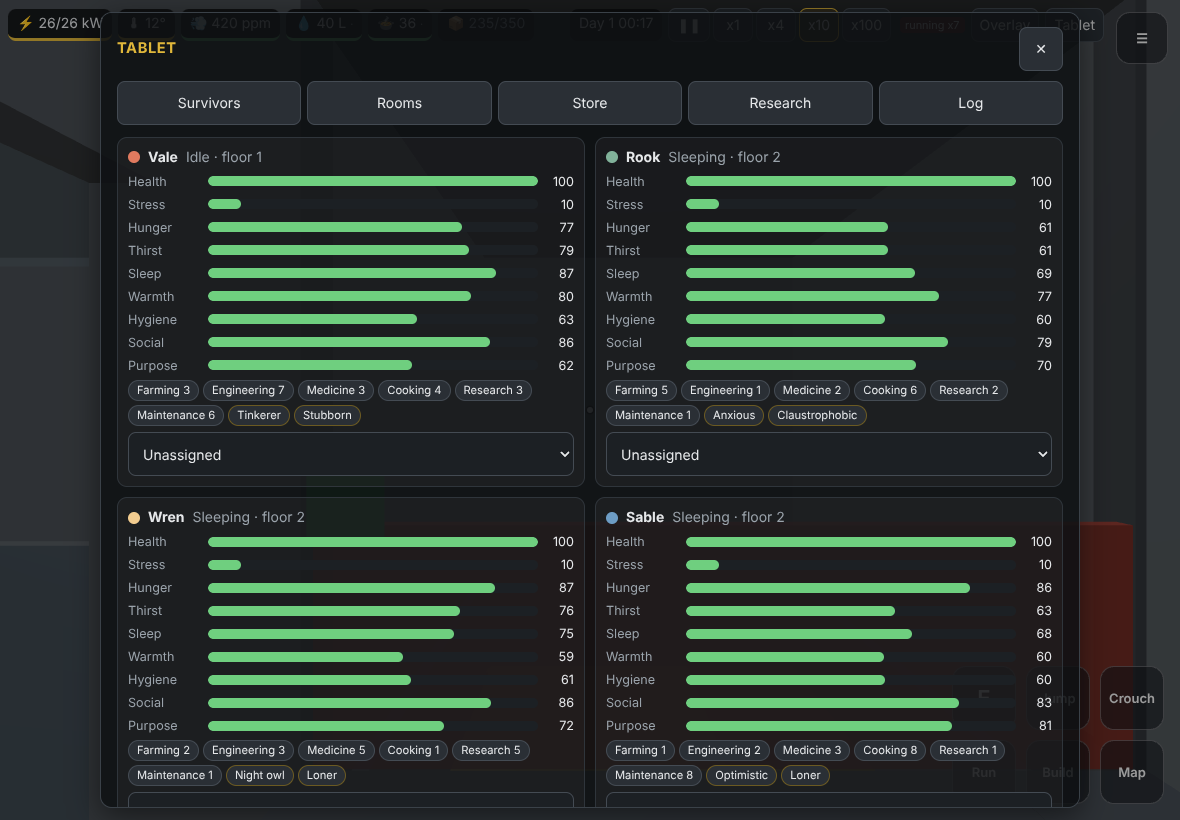 26/26 kW 12° 420 ppm 40 L 36 235/350 Day 1 00:17 x1 x4 x10 x100 running x7 Overlay Tablet
TABLET
×
Survivors Rooms Store Research Log
Vale Idle · floor 1
Health 100
Stress 10
Hunger 77
Thirst 79
Sleep 87
Warmth 80
Hygiene 63
Social 86
Purpose 62
Farming 3 Engineering 7 Medicine 3 Cooking 4 Research 3
Maintenance 6 Tinkerer Stubborn
Unassigned
Rook Sleeping · floor 2
Health 100
Stress 10
Hunger 61
Thirst 61
Sleep 69
Warmth 77
Hygiene 60
Social 79
Purpose 70
Farming 5 Engineering 1 Medicine 2 Cooking 6 Research 2
Maintenance 1 Anxious Claustrophobic
Unassigned
Wren Sleeping · floor 2
Health 100
Stress 10
Hunger 87
Thirst 76
Sleep 75
Warmth 59
Hygiene 61
Social 86
Purpose 72
Farming 2 Engineering 3 Medicine 5 Cooking 1 Research 5
Maintenance 1 Night owl Loner
Sable Sleeping · floor 2
Health 100
Stress 10
Hunger 86
Thirst 63
Sleep 68
Warmth 60
Hygiene 60
Social 83
Purpose 81
Farming 1 Engineering 2 Medicine 3 Cooking 8 Research 1
Maintenance 8 Optimistic Loner
E Crouch
Run Build Map